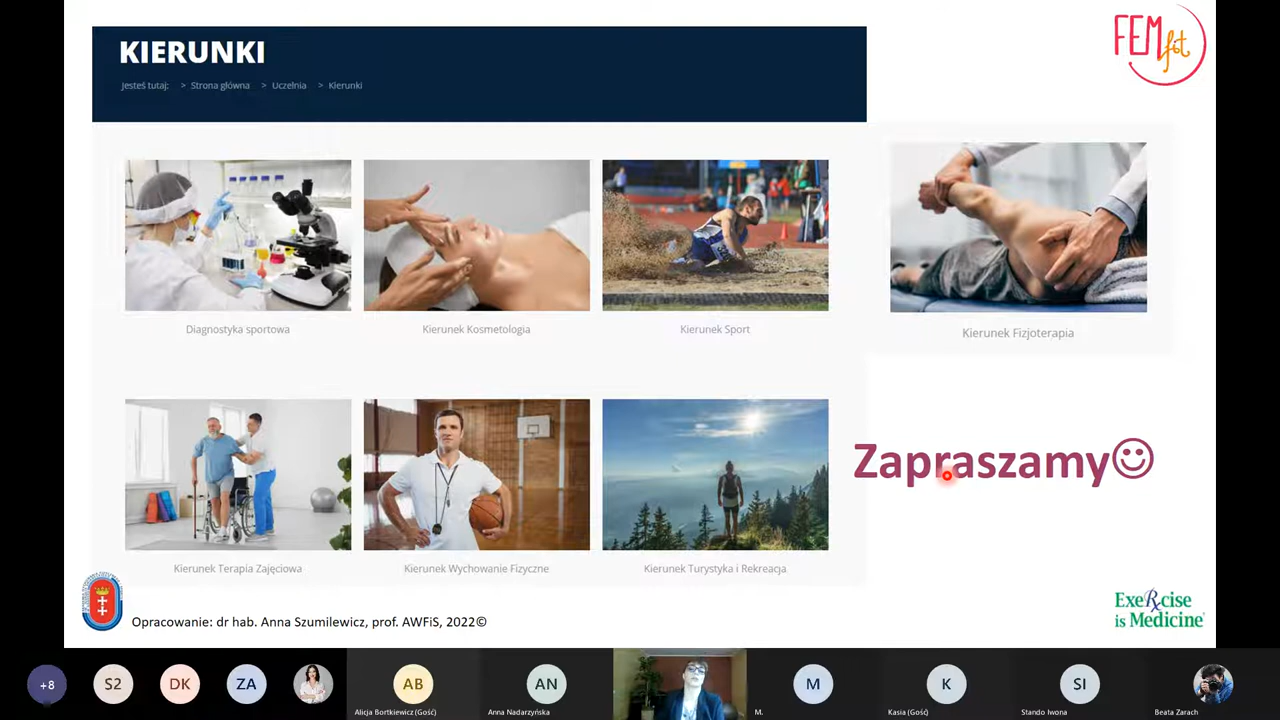 KIERUNKI
Jesteś tutaj: > Strona główna > Uczelnia > Kierunki
FEM fit
Diagnostyka sportowa
Kierunek Kosmetologia
Kierunek Sport
Kierunek Fizjoterapia
Zapraszamy☺
Kierunek Terapia Zajęciowa
Kierunek Wychowanie Fizyczne
Kierunek Turystyka i Rekreacja
Opracowanie: dr hab. Anna Szumilewicz, prof. AWFiS, 2022©
ExeRcise
is Medicine
+8
S2
DK
ZA
AB
Alicja Bortkiewicz (Gość)
AN
Anna Nadarzyńska
M
M.
K
Kasia (Gość)
SI
Stando Iwona
Beata Zarach